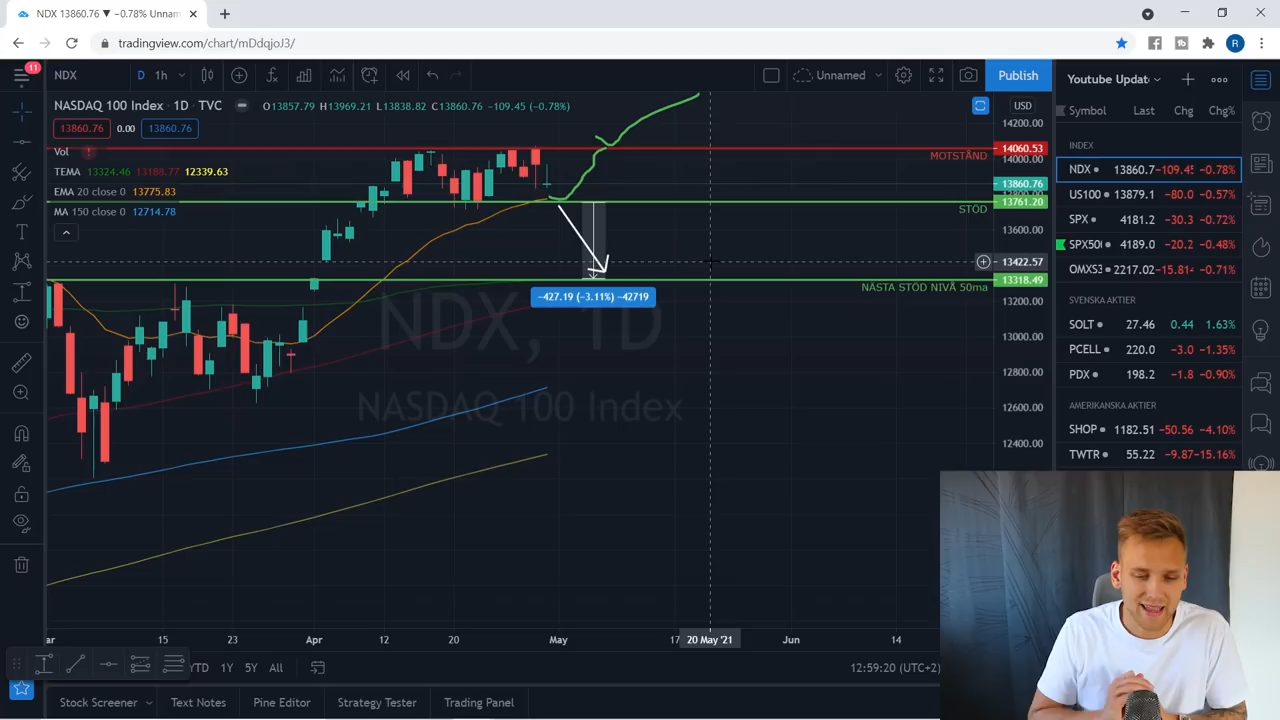 NDX 13860.76 ▼ −0.78% Unnam
tradingview.com/chart/mDdqjoJ3/
11
NDX
D 1h
Unnamed
Publish
Youtube Updat
NASDAQ 100 Index · 1D · TVC O13857.79 H13969.21 L13838.82 C13860.76 −109.45 (−0.78%)
USD
Symbol Last Chg Chg%
13860.76 0.00 13860.76
Vol
TEMA 13324.46 13188.77 12339.63
EMA 20 close 0 13775.83
MA 150 close 0 12714.78
14200.00
14060.53
MOTSTÅND
14000.00
13860.76
13761.20
STÖD
13600.00
13422.57
13318.49
NÄSTA STÖD NIVÅ 50ma
13200.00
13000.00
12800.00
12600.00
12400.00
−427.19 (−3.11%) −42719
NDX, 1D
NASDAQ 100 Index
INDEX
NDX 13860.7 −109.45 −0.78%
US100 13879.1 −80.0 −0.57%
SPX 4181.2 −30.3 −0.72%
SPX50 4189.0 −20.2 −0.48%
OMXS3 2217.02 −15.814 −0.71%
SVENSKA AKTIER
SOLT 27.46 0.44 1.63%
PCELL 220.0 −3.0 −1.35%
PDX 198.2 −1.8 −0.90%
AMERIKANSKA AKTIER
SHOP 1182.51 −50.56 −4.10%
TWTR 55.22 −9.87 −15.16%
ar 15 23 Apr 12 20 May 17 20 May '21 Jun 14
YTD 1Y 5Y All
12:59:20 (UTC+2)
Stock Screener Text Notes Pine Editor Strategy Tester Trading Panel